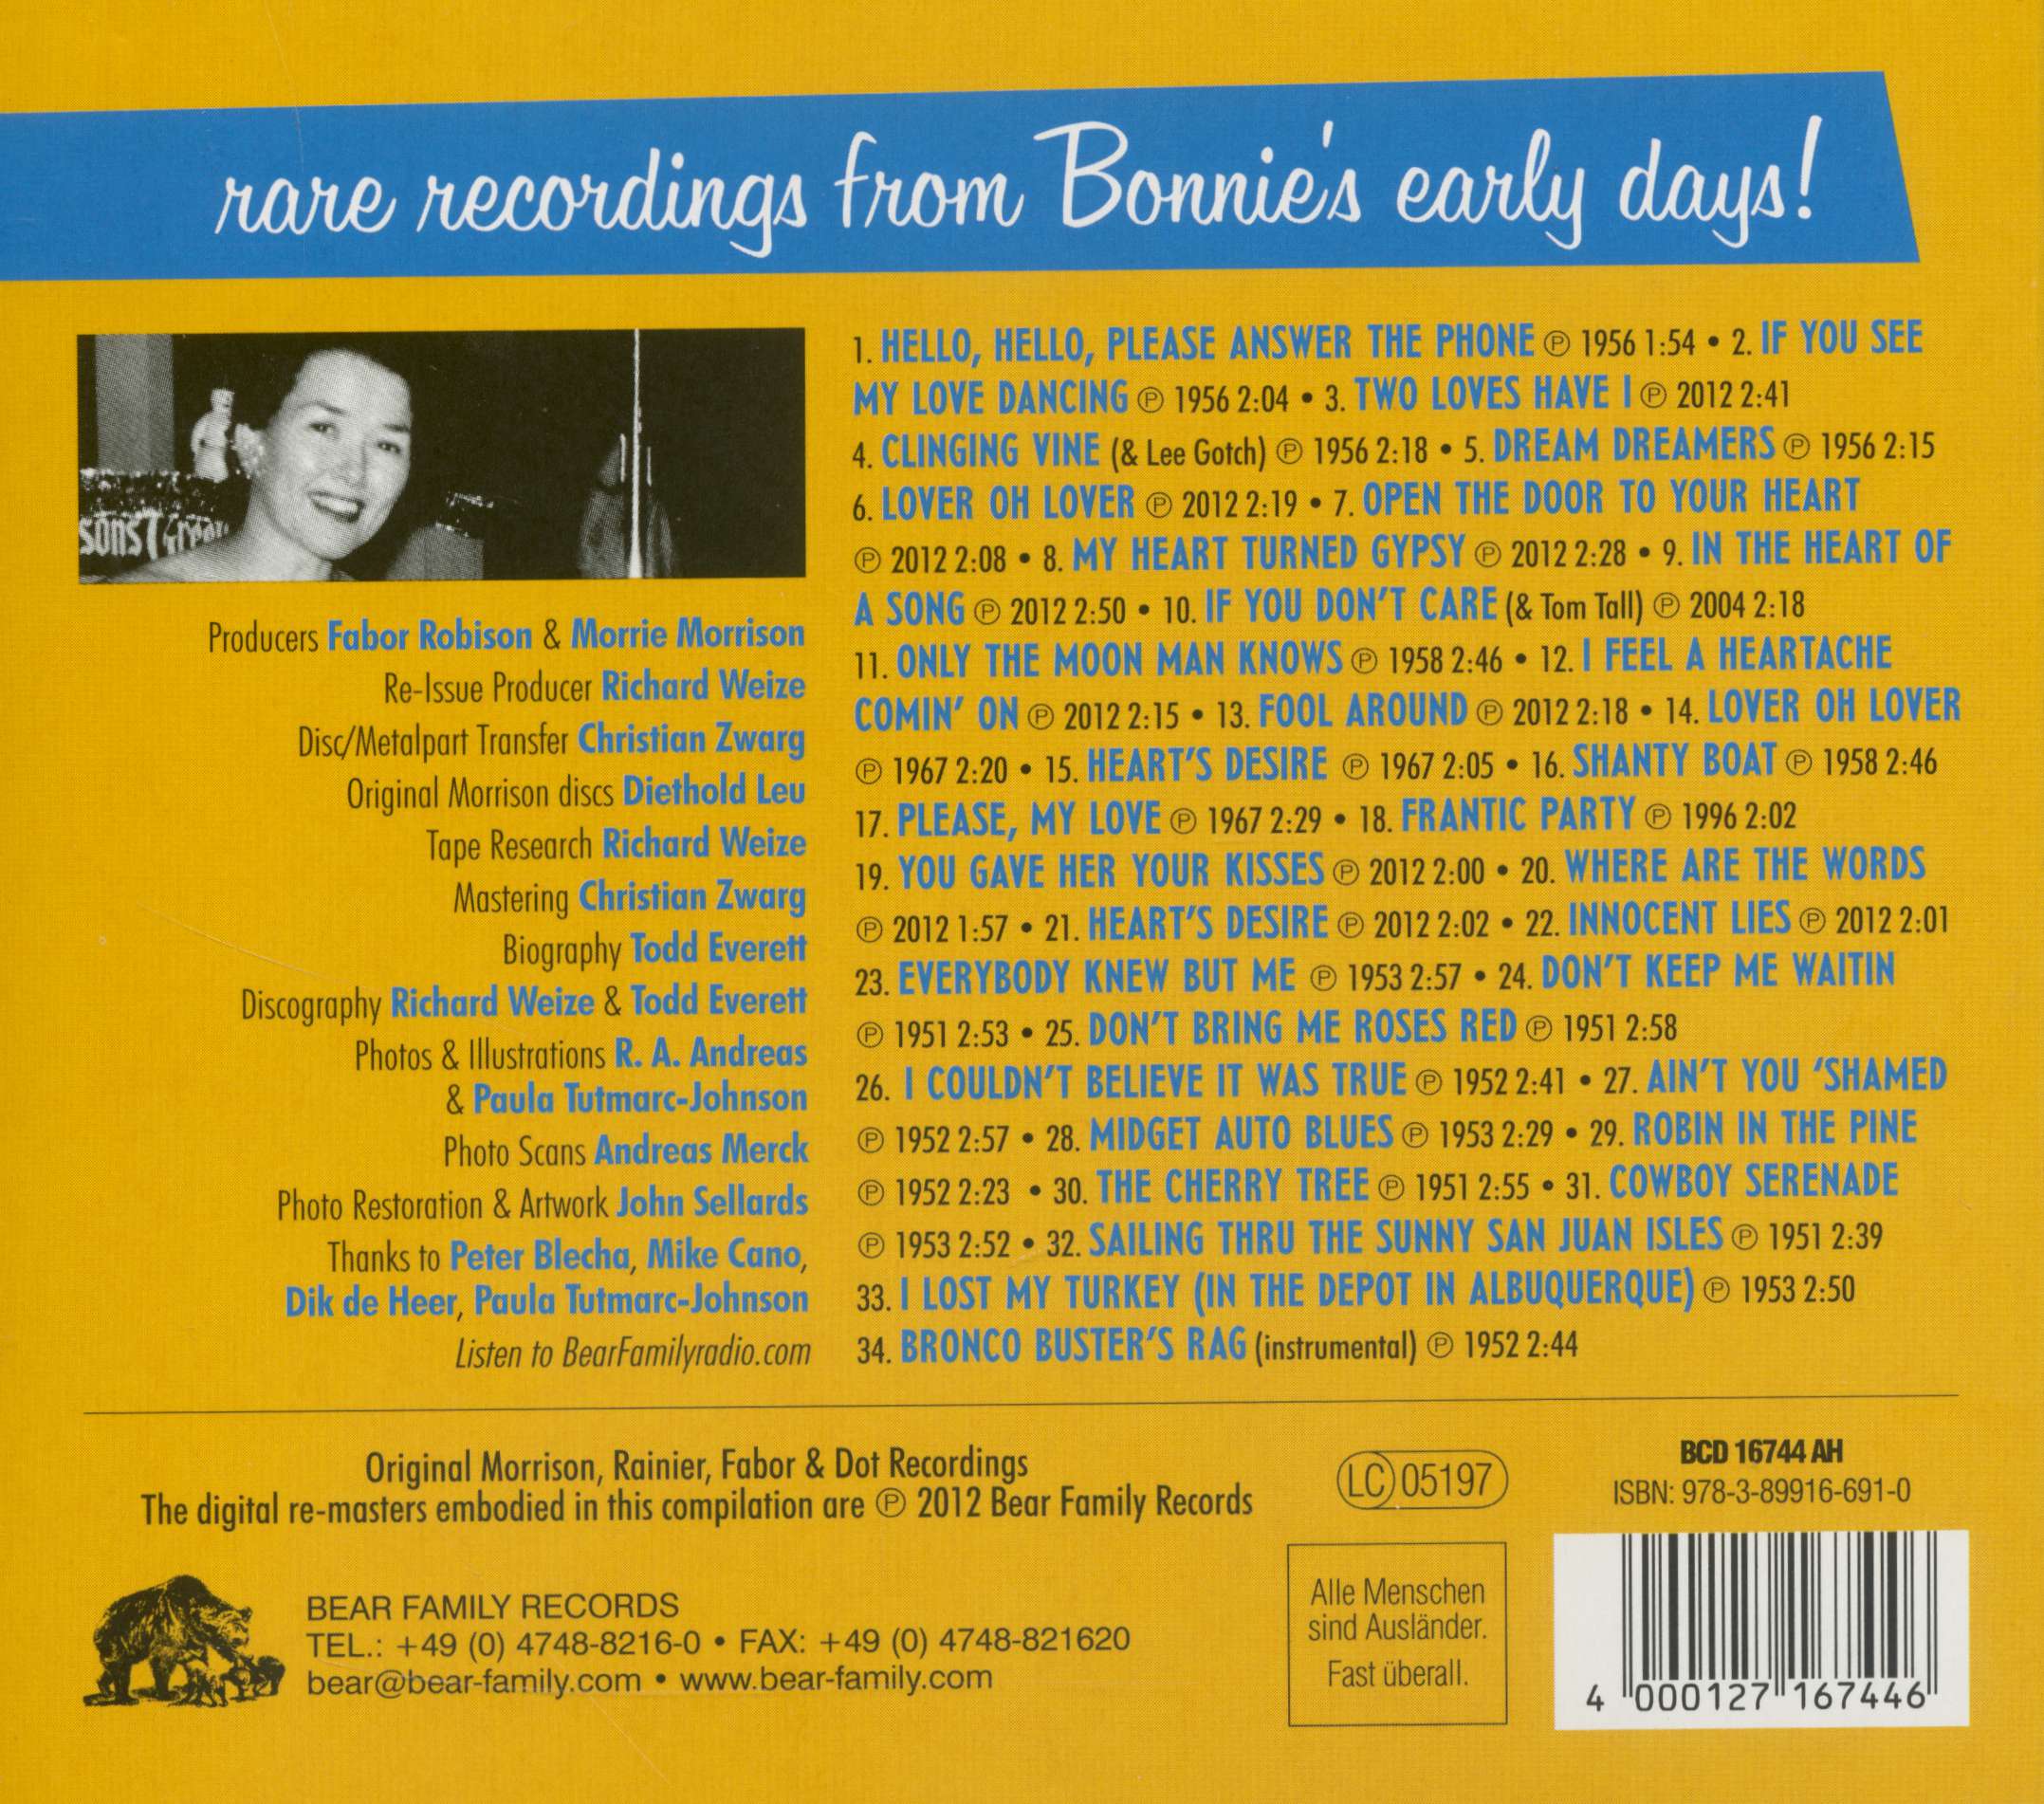 rare recordings from Bonnie's early days!
SONS
Producers Fabor Robison & Morrie Morrison
Re-Issue Producer Richard Weize
Disc/Metalpart Transfer Christian Zwarg
Original Morrison discs Diethold Leu
Tape Research Richard Weize
Mastering Christian Zwarg
Biography Todd Everett
Discography Richard Weize & Todd Everett
Photos & Illustrations R. A. Andreas
& Paula Tutmarc-Johnson
Photo Scans Andreas Merck
Photo Restoration & Artwork John Sellards
Thanks to Peter Blecha, Mike Cano,
Dik de Heer, Paula Tutmarc-Johnson
Listen to BearFamilyradio.com
1. HELLO, HELLO, PLEASE ANSWER THE PHONE ℗ 1956 1:54 • 2. IF YOU SEE
MY LOVE DANCING ℗ 1956 2:04 • 3. TWO LOVES HAVE I ℗ 2012 2:41
4. CLINGING VINE (& Lee Gotch) ℗ 1956 2:18 • 5. DREAM DREAMERS ℗ 1956 2:15
6. LOVER OH LOVER ℗ 2012 2:19 • 7. OPEN THE DOOR TO YOUR HEART
℗ 2012 2:08 • 8. MY HEART TURNED GYPSY ℗ 2012 2:28 • 9. IN THE HEART OF
A SONG ℗ 2012 2:50 • 10. IF YOU DON'T CARE (& Tom Tall) ℗ 2004 2:18
11. ONLY THE MOON MAN KNOWS ℗ 1958 2:46 • 12. I FEEL A HEARTACHE
COMIN' ON ℗ 2012 2:15 • 13. FOOL AROUND ℗ 2012 2:18 • 14. LOVER OH LOVER
℗ 1967 2:20 • 15. HEART'S DESIRE ℗ 1967 2:05 • 16. SHANTY BOAT ℗ 1958 2:46
17. PLEASE, MY LOVE ℗ 1967 2:29 • 18. FRANTIC PARTY ℗ 1996 2:02
19. YOU GAVE HER YOUR KISSES ℗ 2012 2:00 • 20. WHERE ARE THE WORDS
℗ 2012 1:57 • 21. HEART'S DESIRE ℗ 2012 2:02 • 22. INNOCENT LIES ℗ 2012 2:01
23. EVERYBODY KNEW BUT ME ℗ 1953 2:57 • 24. DON'T KEEP ME WAITIN
℗ 1951 2:53 • 25. DON'T BRING ME ROSES RED ℗ 1951 2:58
26. I COULDN'T BELIEVE IT WAS TRUE ℗ 1952 2:41 • 27. AIN'T YOU 'SHAMED
℗ 1952 2:57 • 28. MIDGET AUTO BLUES ℗ 1953 2:29 • 29. ROBIN IN THE PINE
℗ 1952 2:23 • 30. THE CHERRY TREE ℗ 1951 2:55 • 31. COWBOY SERENADE
℗ 1953 2:52 • 32. SAILING THRU THE SUNNY SAN JUAN ISLES ℗ 1951 2:39
33. I LOST MY TURKEY (IN THE DEPOT IN ALBUQUERQUE) ℗ 1953 2:50
34. BRONCO BUSTER'S RAG (instrumental) ℗ 1952 2:44
Original Morrison, Rainier, Fabor & Dot Recordings
The digital re-masters embodied in this compilation are ℗ 2012 Bear Family Records
BEAR FAMILY RECORDS
TEL.: +49 (0) 4748-8216-0 • FAX: +49 (0) 4748-821620
bear@bear-family.com • www.bear-family.com
LC 05197
Alle Menschen
sind Ausländer.
Fast überall.
BCD 16744 AH
ISBN: 978-3-89916-691-0
4 000127 167446